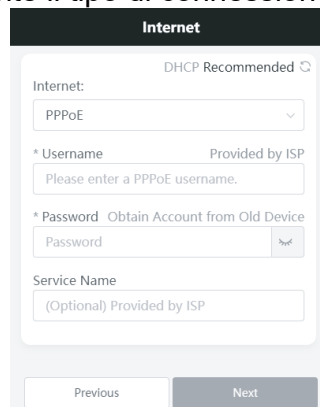 Internet
DHCP Recommended
Internet:
PPPoE
* Username Provided by ISP
Please enter a PPPoE username.
* Password Obtain Account from Old Device
Password
Service Name
(Optional) Provided by ISP
Previous Next